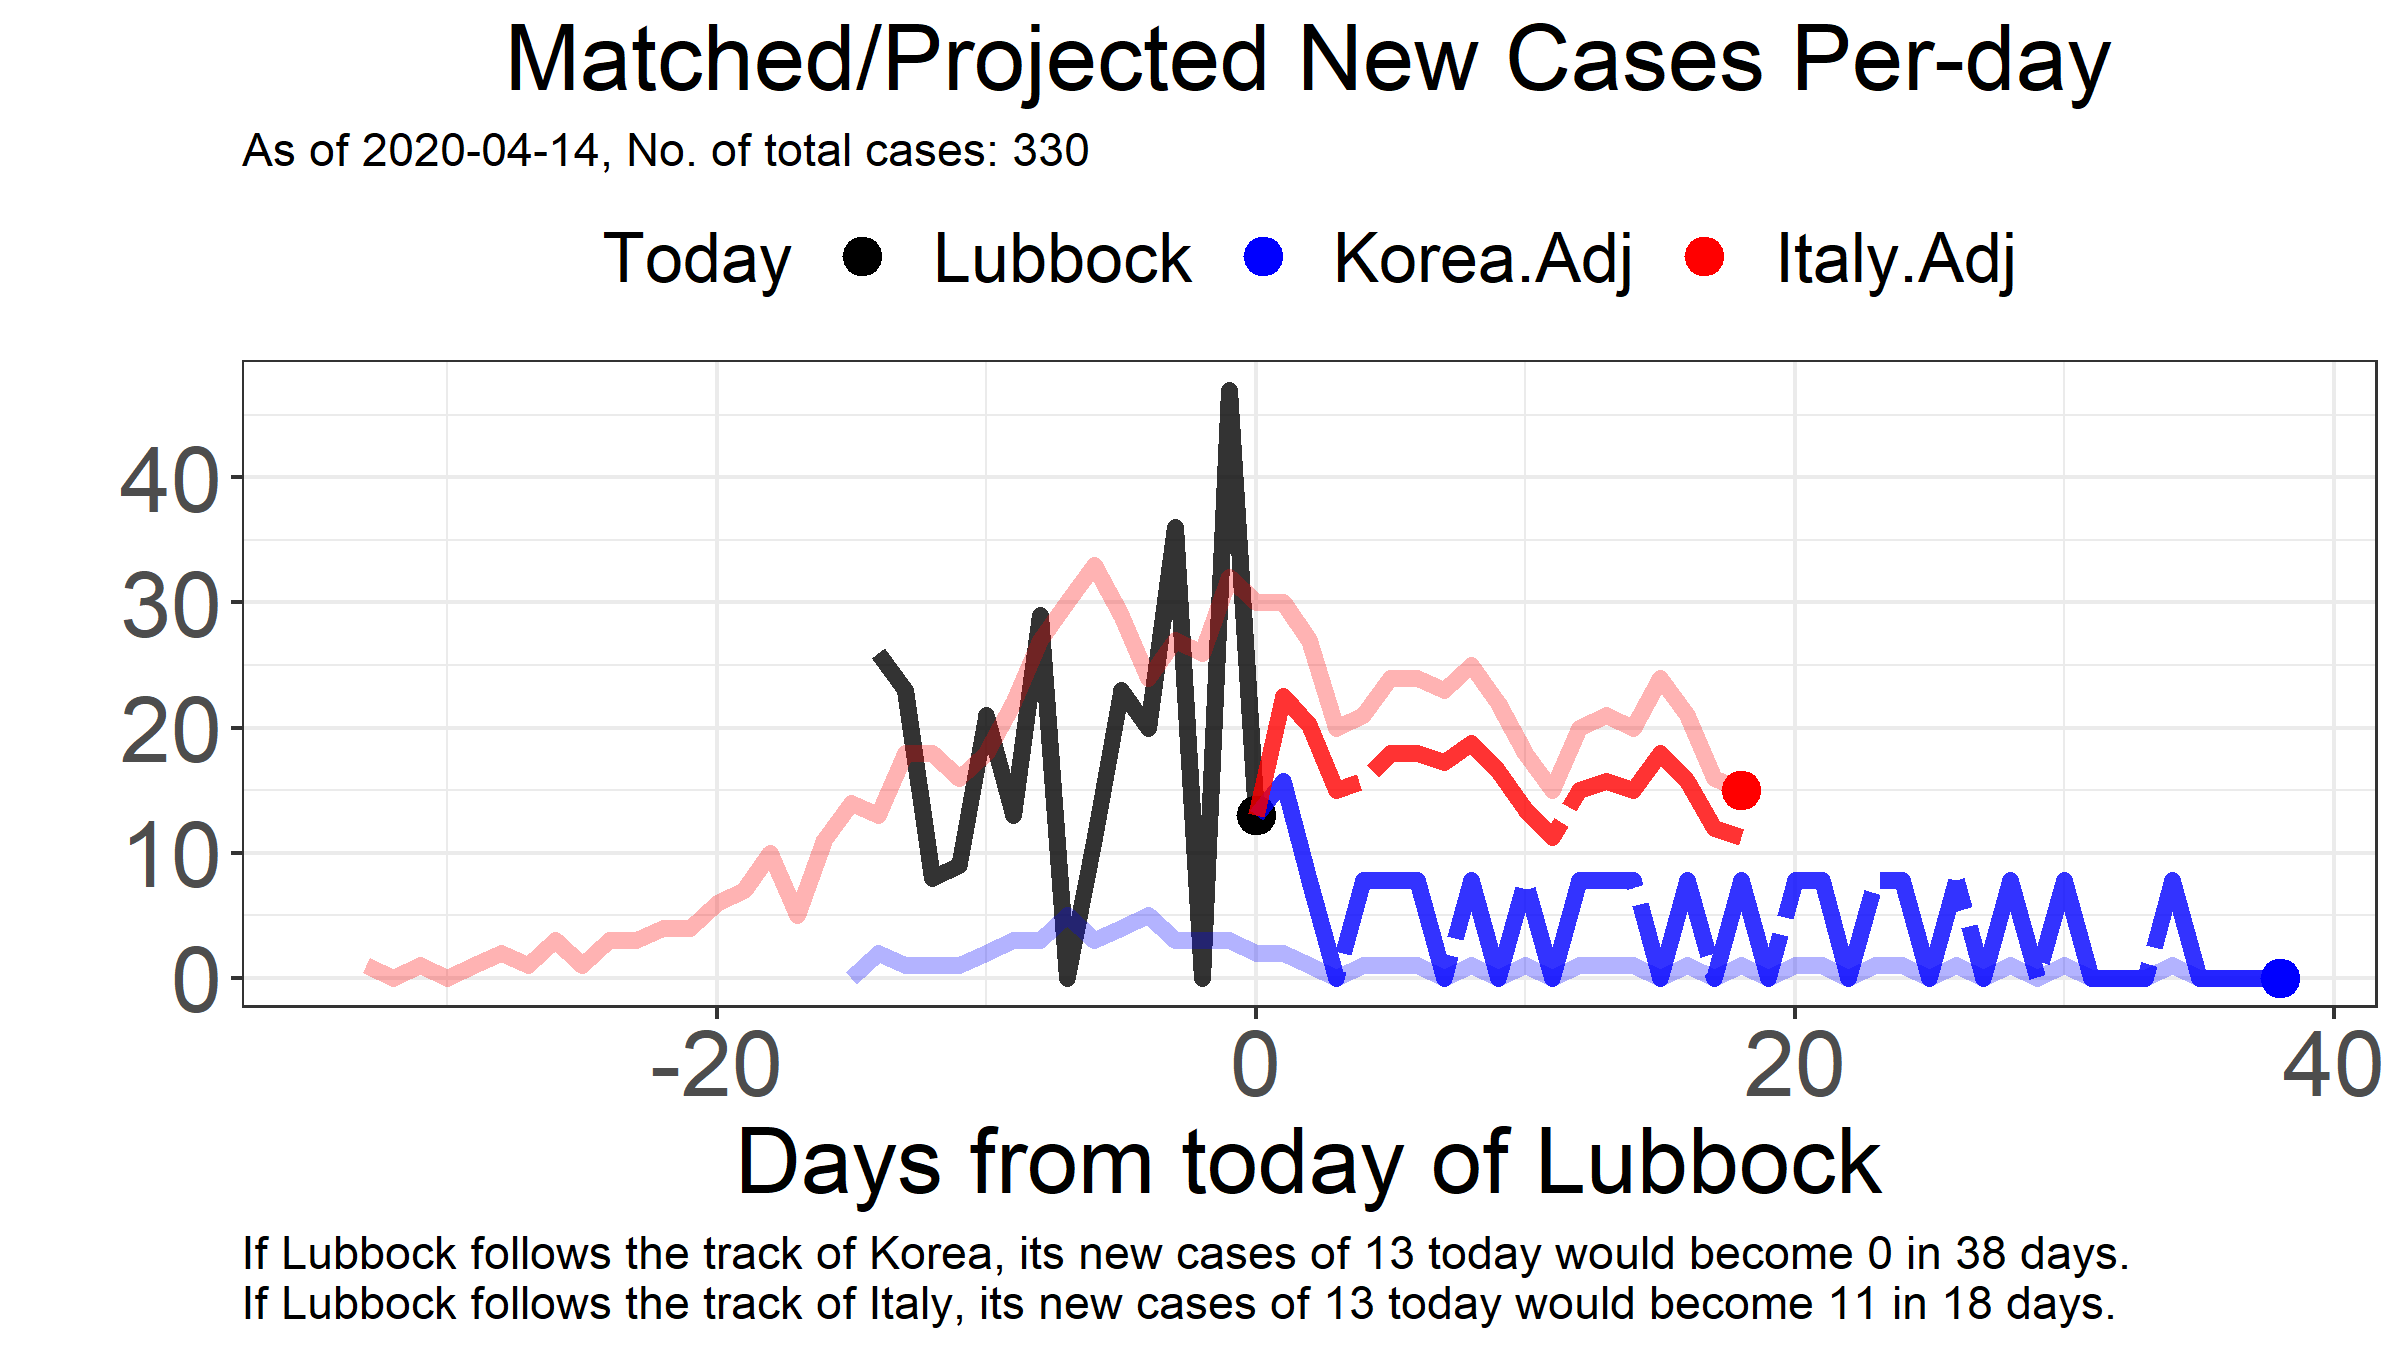 Matched/Projected New Cases Per-day
As of 2020-04-14, No. of total cases: 330
Today Lubbock Korea.Adj Italy.Adj
40
30
20
10
0
-20 0 20 40
Days from today of Lubbock
If Lubbock follows the track of Korea, its new cases of 13 today would become 0 in 38 days.
If Lubbock follows the track of Italy, its new cases of 13 today would become 11 in 18 days.